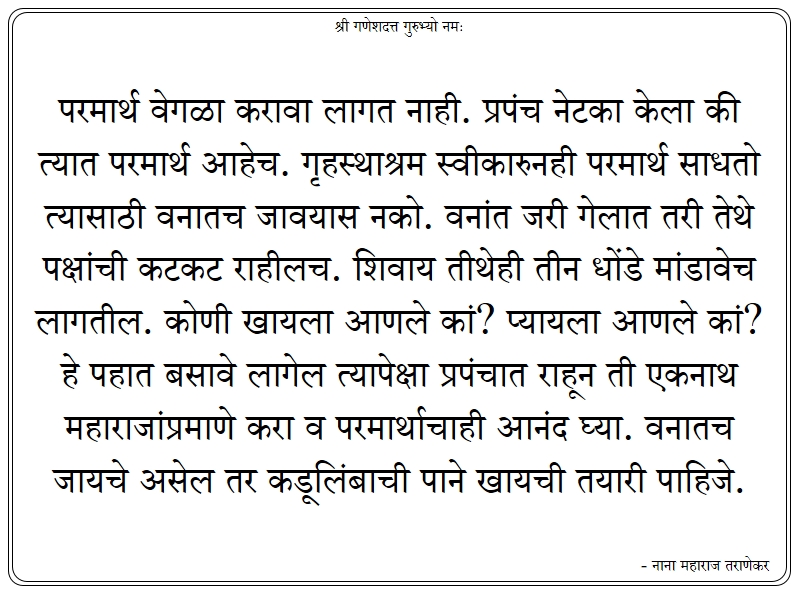 श्री गणेशदत्त गुरुभ्यो नमः
परमार्थ वेगळा करावा लागत नाही. प्रपंच नेटका केला की
त्यात परमार्थ आहेच. गृहस्थाश्रम स्वीकारुनही परमार्थ साधतो
त्यासाठी वनातच जावयास नको. वनांत जरी गेलात तरी तेथे
पक्षांची कटकट राहीलच. शिवाय तीथेही तीन धोंडे मांडावेच
लागतील. कोणी खायला आणले कां? प्यायला आणले कां?
हे पहात बसावे लागेल त्यापेक्षा प्रपंचात राहून ती एकनाथ
महाराजांप्रमाणे करा व परमार्थाचाही आनंद घ्या. वनातच
जायचे असेल तर कडूलिंबाची पाने खायची तयारी पाहिजे.
- नाना महाराज तराणेकर